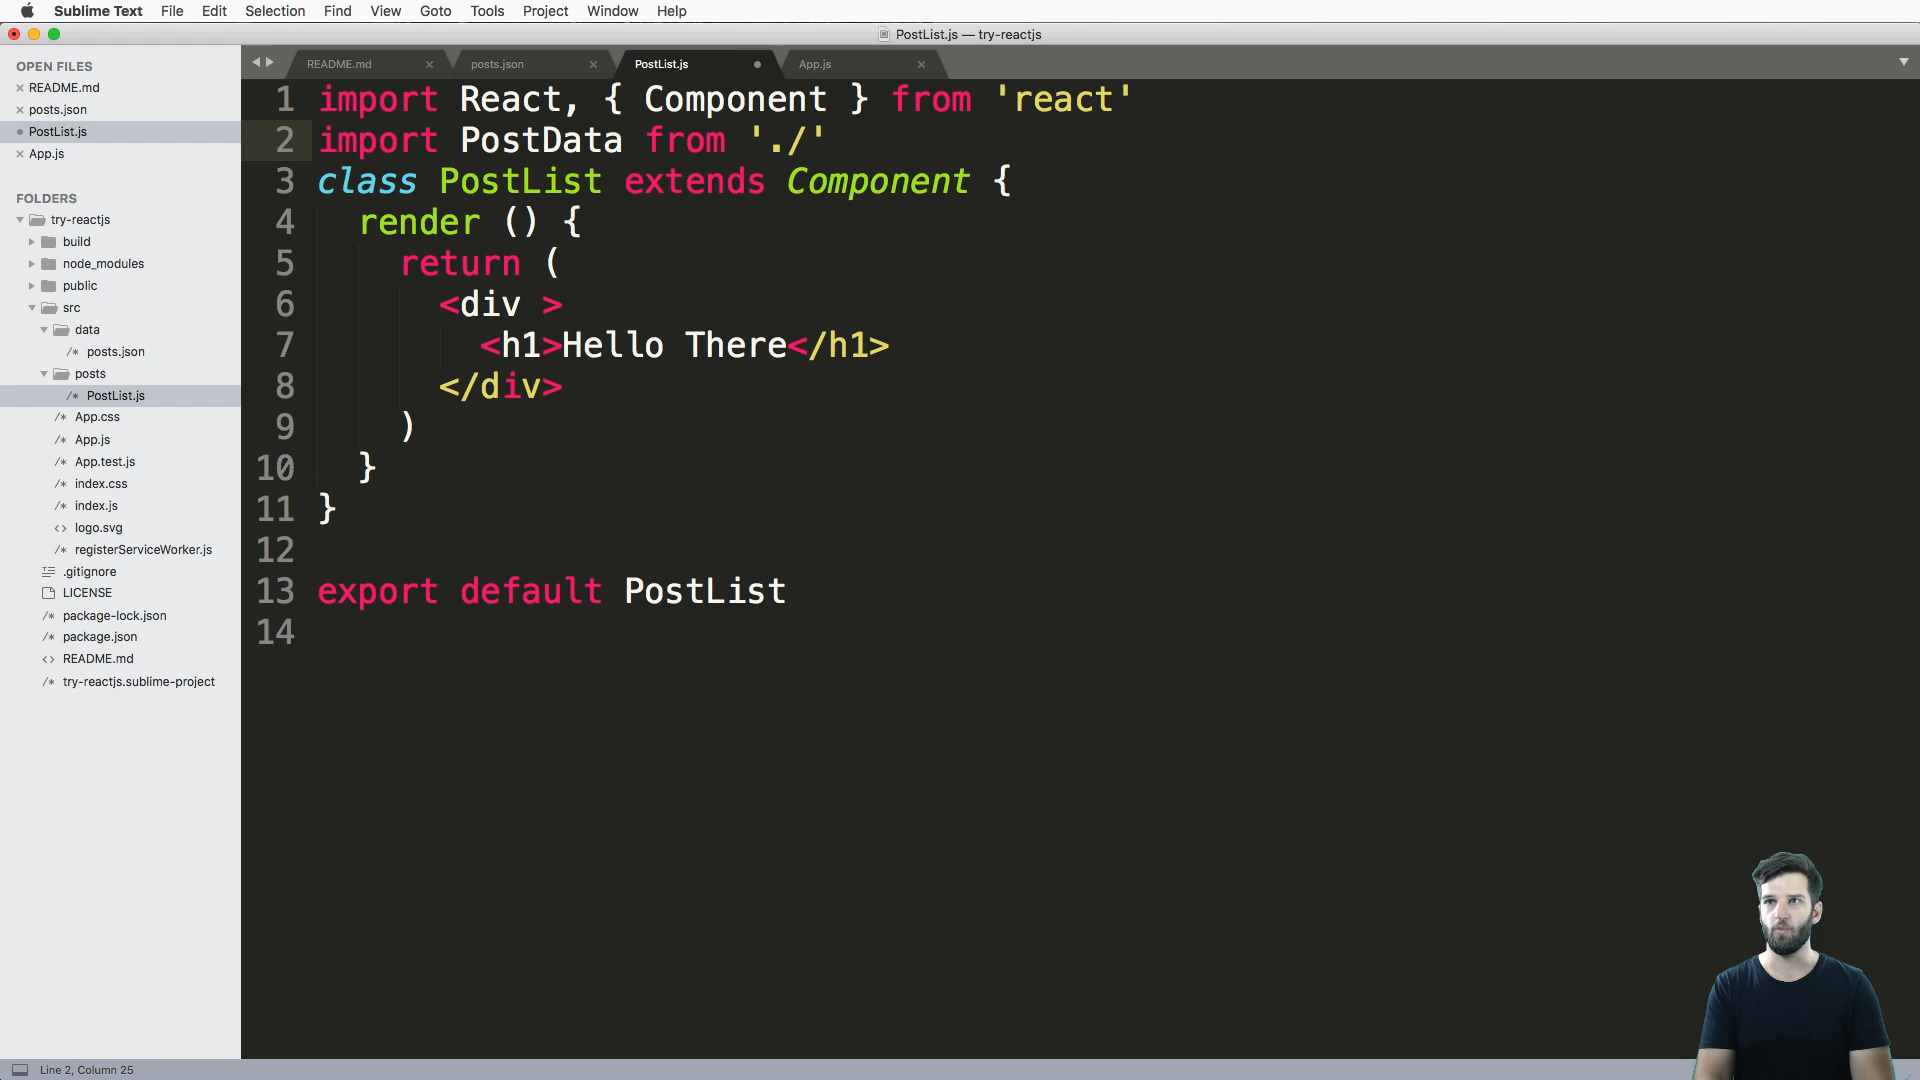 Sublime Text File Edit Selection Find View Goto Tools Project Window Help
PostList.js — try-reactjs
OPEN FILES
README.md
posts.json
PostList.js
App.js
FOLDERS
try-reactjs
build
node_modules
public
src
data
/* posts.json
posts
/* PostList.js
/* App.css
/* App.js
/* App.test.js
/* index.css
/* index.js
<> logo.svg
/* registerServiceWorker.js
.gitignore
LICENSE
/* package-lock.json
/* package.json
<> README.md
/* try-reactjs.sublime-project
README.md posts.json PostList.js App.js
1 import React, { Component } from 'react'
2 import PostData from './'
3 class PostList extends Component {
4 render () {
5 return (
6 <div >
7 <h1>Hello There</h1>
8 </div>
9 )
10 }
11 }
12
13 export default PostList
14
Line 2, Column 25